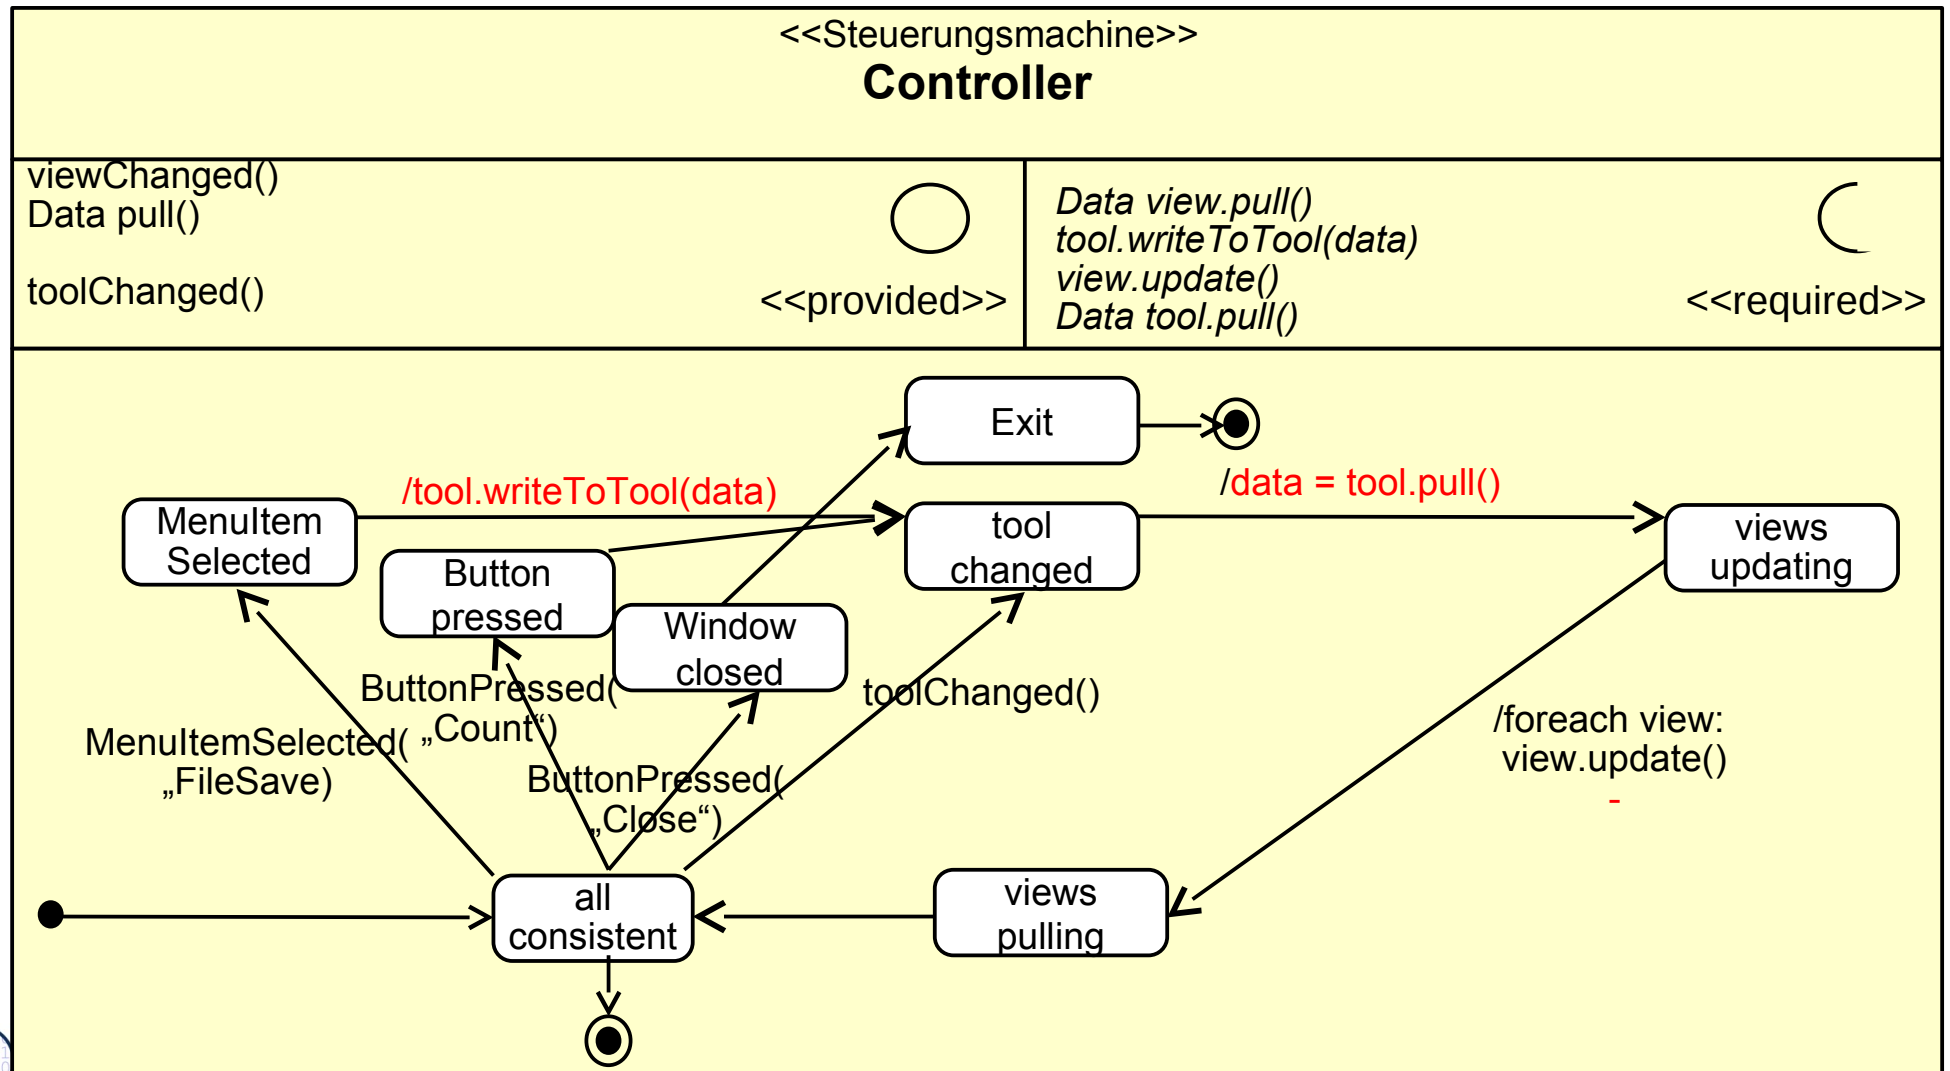 <<Steuerungsmachine>>
Controller
viewChanged()
Data pull()
toolChanged()
<<provided>>
Data view.pull()
tool.writeToTool(data)
view.update()
Data tool.pull()
<<required>>
Exit
/tool.writeToTool(data)
/data = tool.pull()
MenuItem
Selected
Button
pressed
Window
closed
tool
changed
views
updating
ButtonPressed(
„Count“)
toolChanged()
MenuItemSelected(
„FileSave)
ButtonPressed(
„Close“)
/foreach view:
view.update()
-
all
consistent
views
pulling